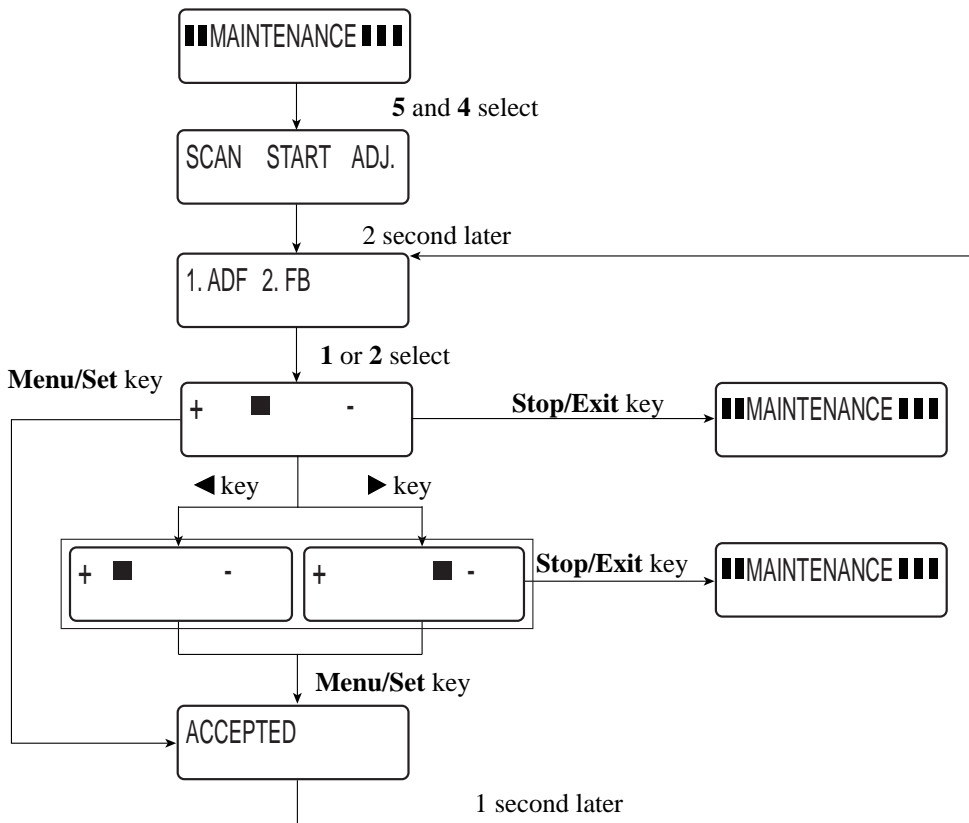 ▮▮MAINTENANCE▮▮▮
5 and 4 select
SCAN START ADJ.
2 second later
1. ADF 2. FB
1 or 2 select
Menu/Set key
+ ■ -
Stop/Exit key
▮▮MAINTENANCE▮▮▮
◀ key
▶ key
+ ■ -
+ ■ -
Stop/Exit key
▮▮MAINTENANCE▮▮▮
Menu/Set key
ACCEPTED
1 second later